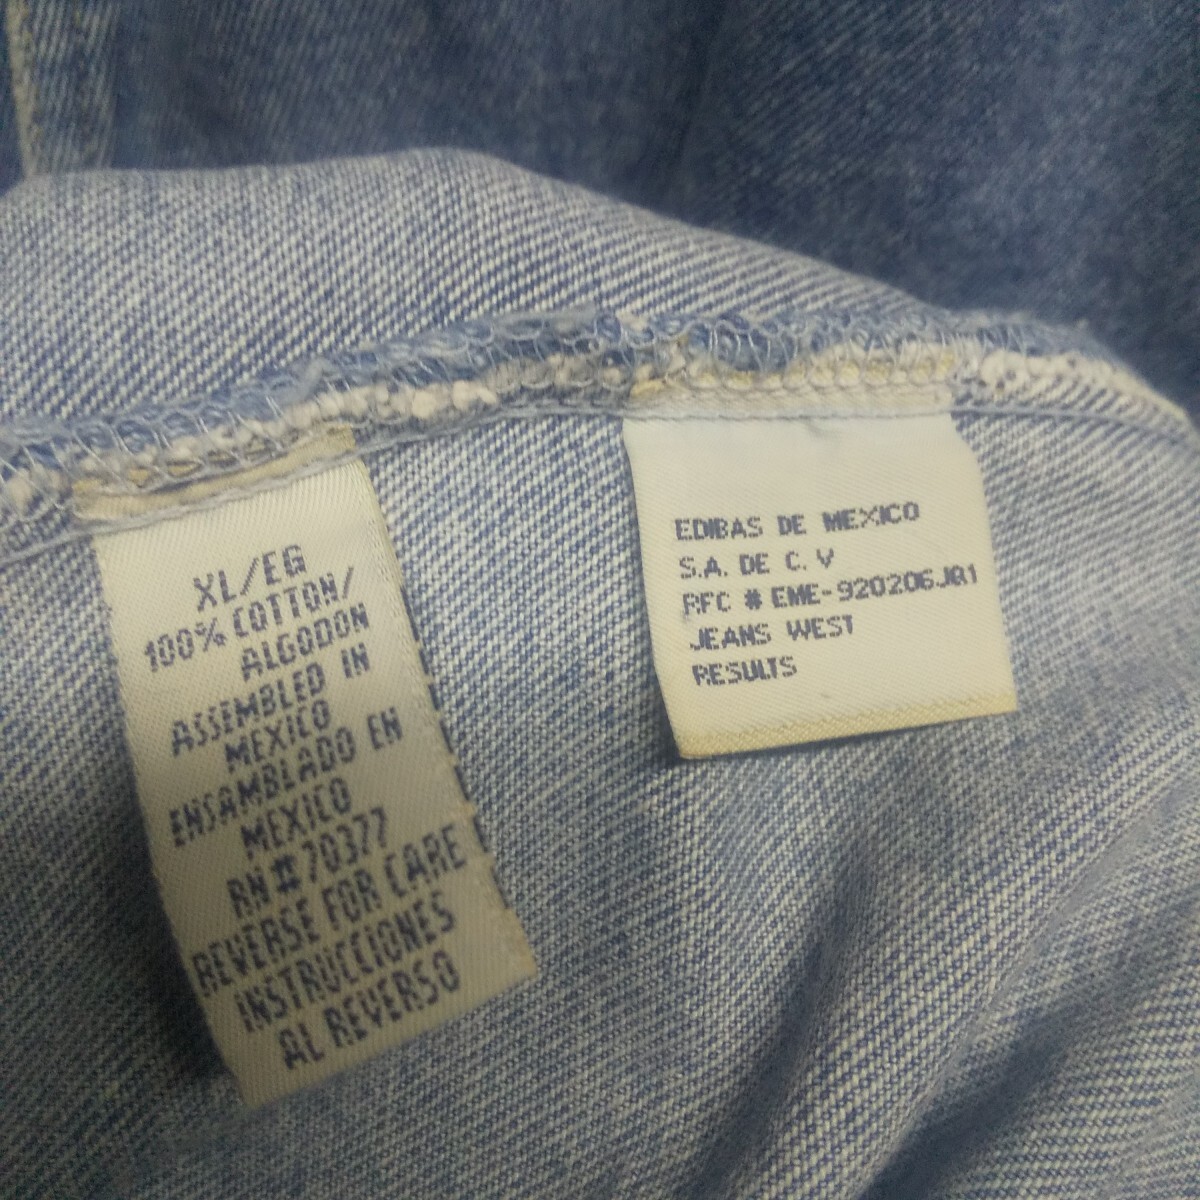 XL/EG
100% COTTON/
ALGODON
ASSEMBLED IN
MEXICO
ENSAMBLADO EN
MEXICO
RN#70377
REVERSE FOR CARE
INSTRUCCIONES
AL REVERSO
EDIBAS DE MEXICO
S.A. DE C.V
RFC # EME-920206JQ1
JEANS WEST
RESULTS